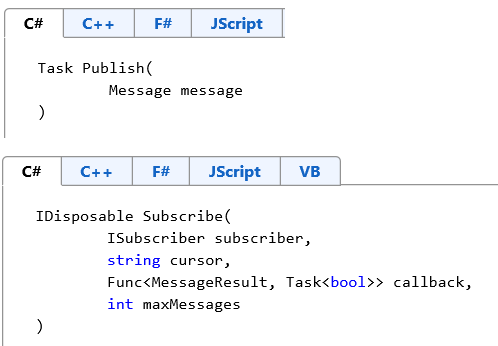 C# C++ F# JScript
Task Publish(
Message message
)
C# C++ F# JScript VB
IDisposable Subscribe(
ISubscriber subscriber,
string cursor,
Func<MessageResult, Task<bool>> callback,
int maxMessages
)